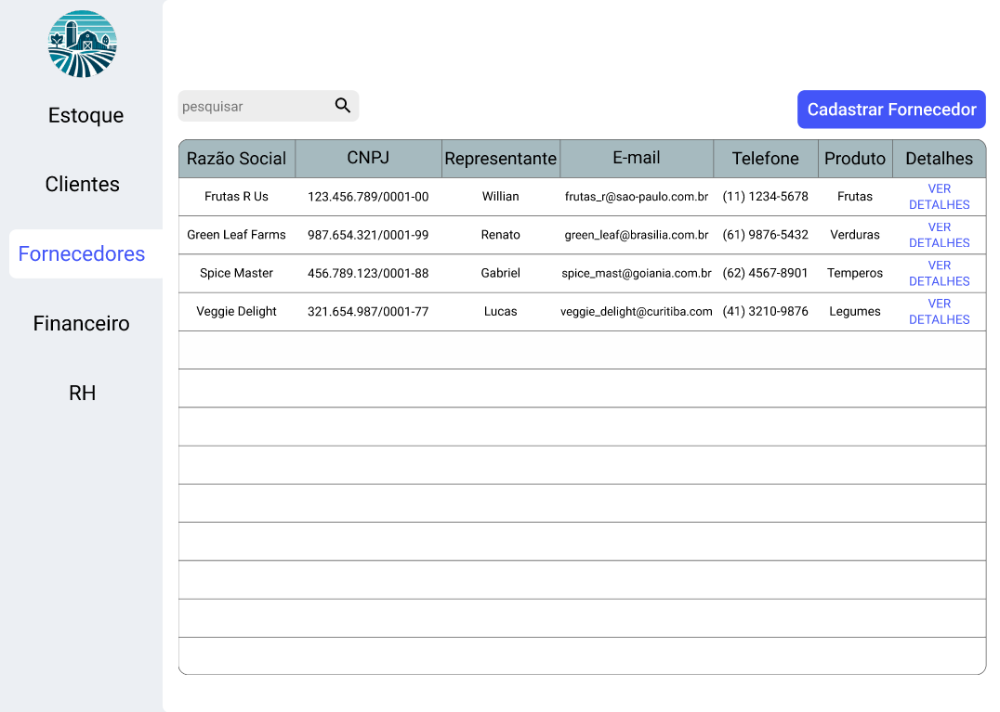 Estoque
Clientes
Fornecedores
Financeiro
RH
pesquisar
Cadastrar Fornecedor
Razão Social CNPJ Representante E-mail Telefone Produto Detalhes
Frutas R Us 123.456.789/0001-00 Willian frutas_r@sao-paulo.com.br (11) 1234-5678 Frutas VER DETALHES
Green Leaf Farms 987.654.321/0001-99 Renato green_leaf@brasilia.com.br (61) 9876-5432 Verduras VER DETALHES
Spice Master 456.789.123/0001-88 Gabriel spice_mast@goiania.com.br (62) 4567-8901 Temperos VER DETALHES
Veggie Delight 321.654.987/0001-77 Lucas veggie_delight@curitiba.com (41) 3210-9876 Legumes VER DETALHES